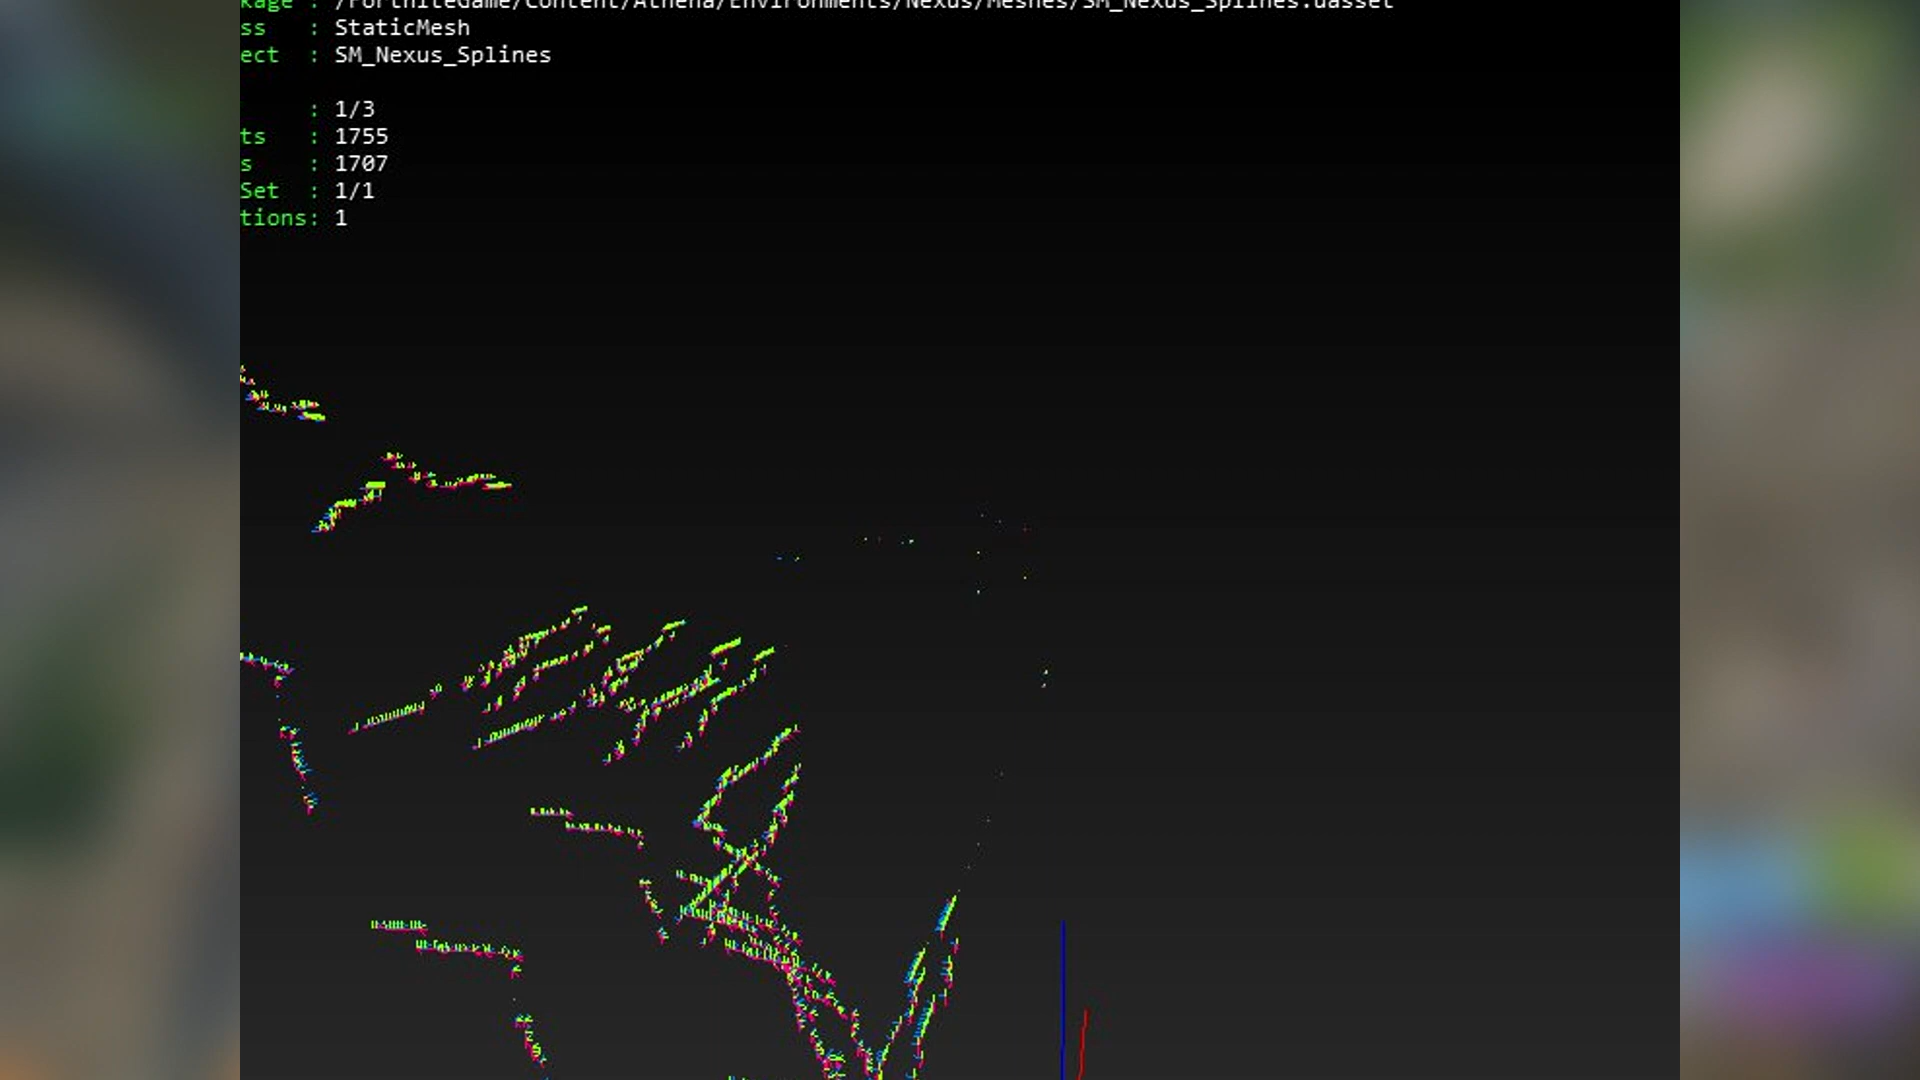 kage : /FortniteGame/Content/Athena/Environments/Nexus/Meshes/SM_Nexus_Splines.uasset
ss : StaticMesh
ect : SM_Nexus_Splines
: 1/3
ts : 1755
s : 1707
Set : 1/1
tions: 1